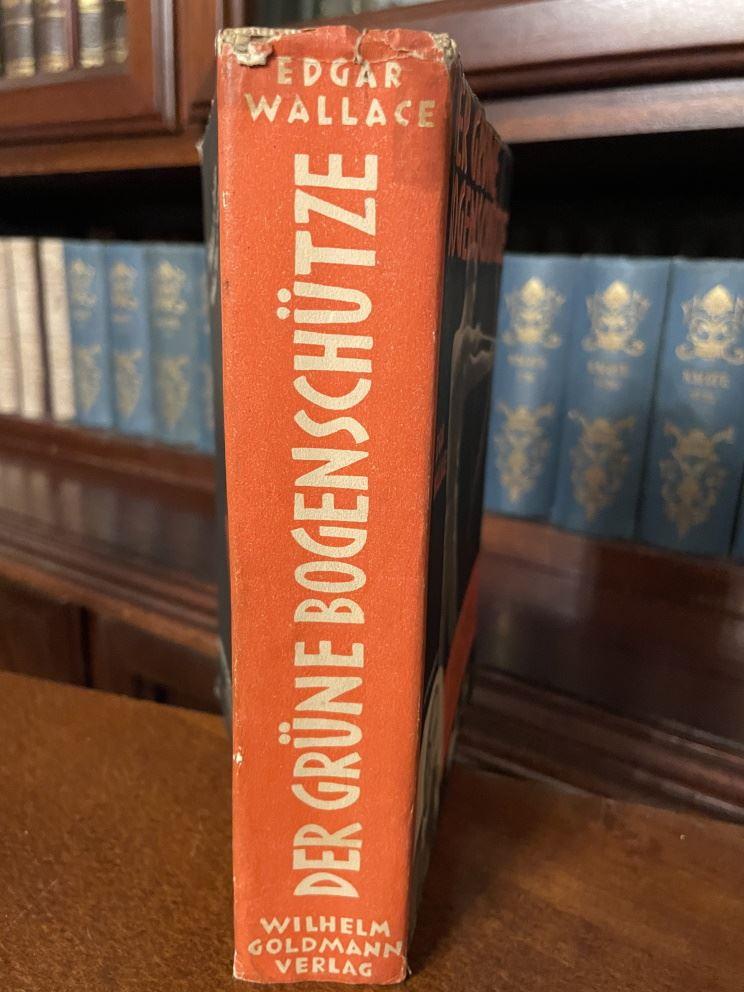 EDGAR
WALLACE
DER GRÜNE BOGENSCHÜTZE
WILHELM
GOLDMANN
VERLAG